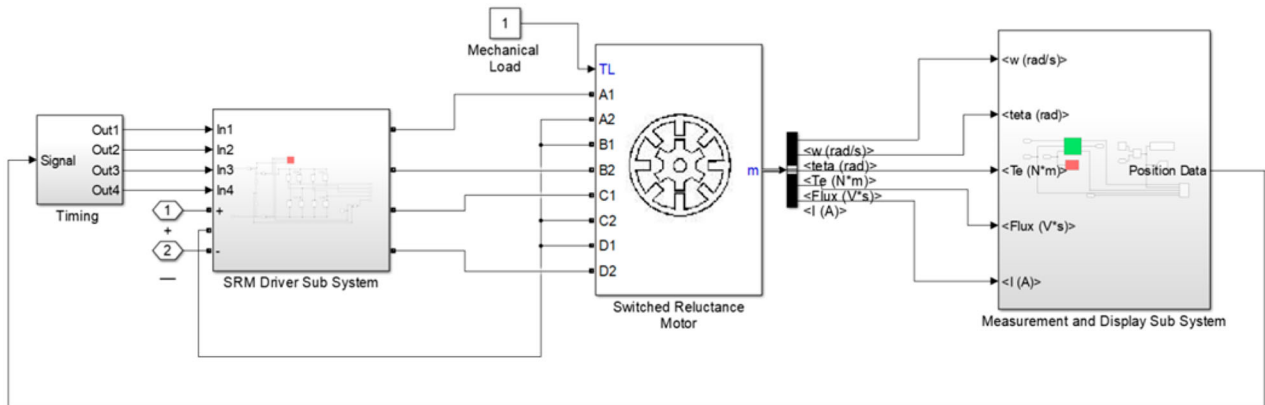 1
Mechanical
Load
Signal
Out1
Out2
Out3
Out4
Timing
In1
In2
In3
In4
+
-
1
+
2
—
SRM Driver Sub System
TL
A1
A2
B1
B2
C1
C2
D1
D2
m
Switched Reluctance
Motor
<w (rad/s)>
<teta (rad)>
<Te (N*m)>
<Flux (V*s)>
<I (A)>
<w (rad/s)>
<teta (rad)>
<Te (N*m)>
<Flux (V*s)>
<I (A)>
Position Data
Measurement and Display Sub System